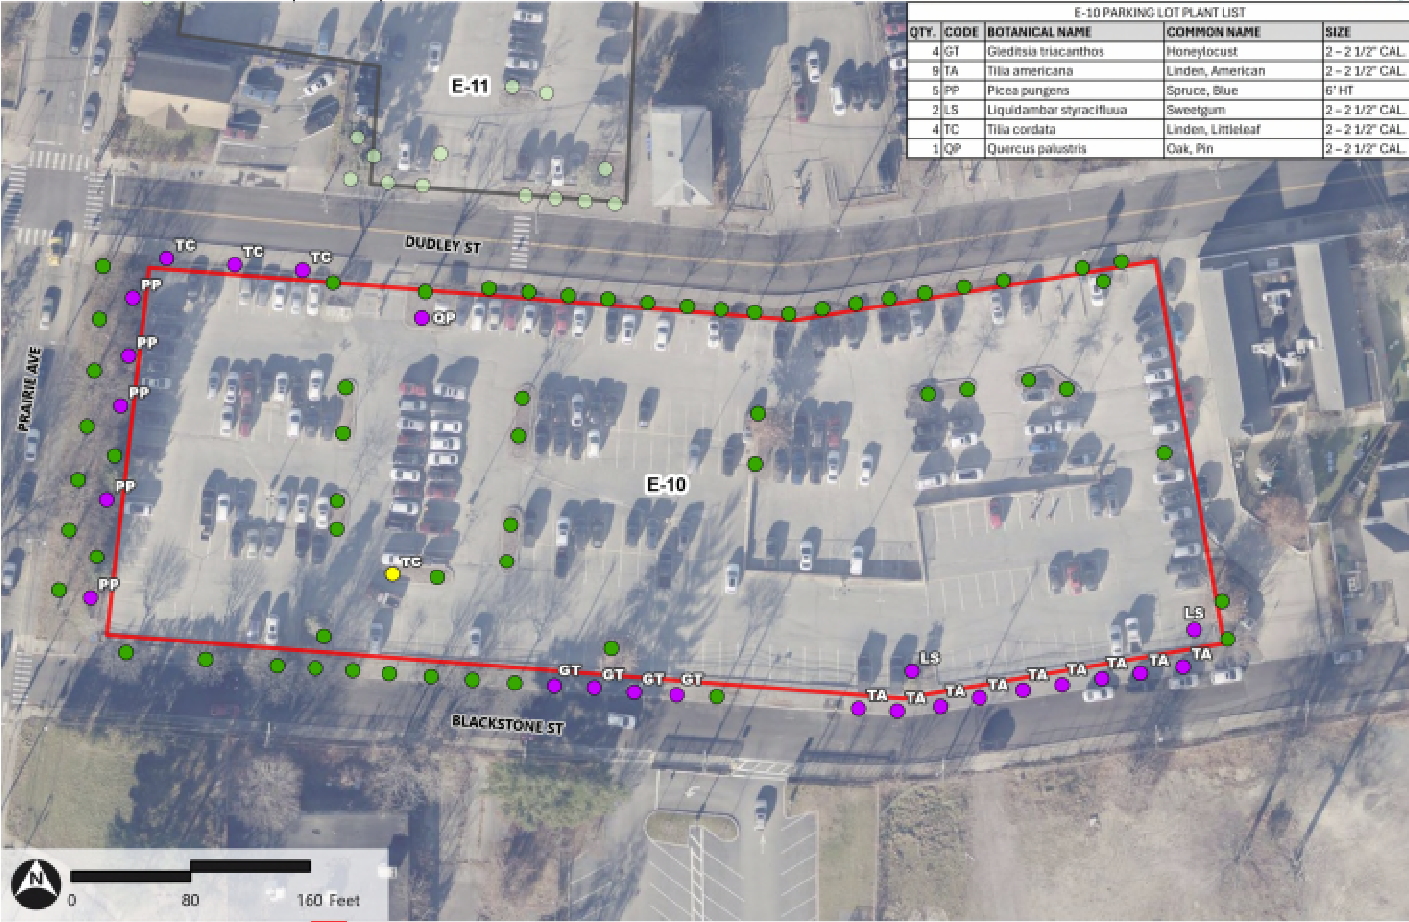 E-10 PARKING LOT PLANT LIST
QTY. CODE BOTANICAL NAME COMMON NAME SIZE
4 GT Gleditsia triacanthos Honeylocust 2 – 2 1/2" CAL.
9 TA Tilia americana Linden, American 2 – 2 1/2" CAL.
5 PP Picea pungens Spruce, Blue 6' HT
2 LS Liquidambar styracifluua Sweetgum 2 – 2 1/2" CAL.
4 TC Tilia cordata Linden, Littleleaf 2 – 2 1/2" CAL.
1 QP Quercus palustris Oak, Pin 2 – 2 1/2" CAL.
E-11
DUDLEY ST
TC
TC
TC
PP
QP
PP
PRAIRIE AVE
PP
E-10
PP
TC
PP
LS
LS
GT
GT
GT
GT
TA
TA
TA
TA
TA
TA
TA
TA
TA
BLACKSTONE ST
N
0 80 160 Feet